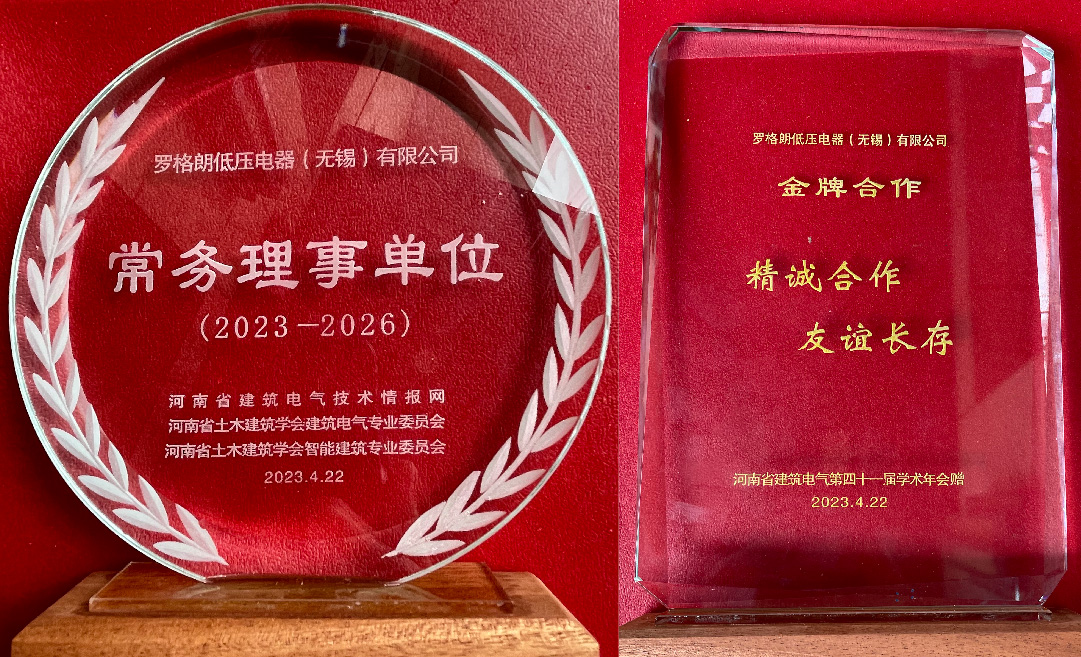 罗格朗低压电器（无锡）有限公司
常务理事单位
（2023－2026）
河南省建筑电气技术情报网
河南省土木建筑学会建筑电气专业委员会
河南省土木建筑学会智能建筑专业委员会
2023.4.22
罗格朗低压电器（无锡）有限公司
金牌合作
精诚合作
友谊长存
河南省建筑电气第四十一届学术年会赠
2023.4.22